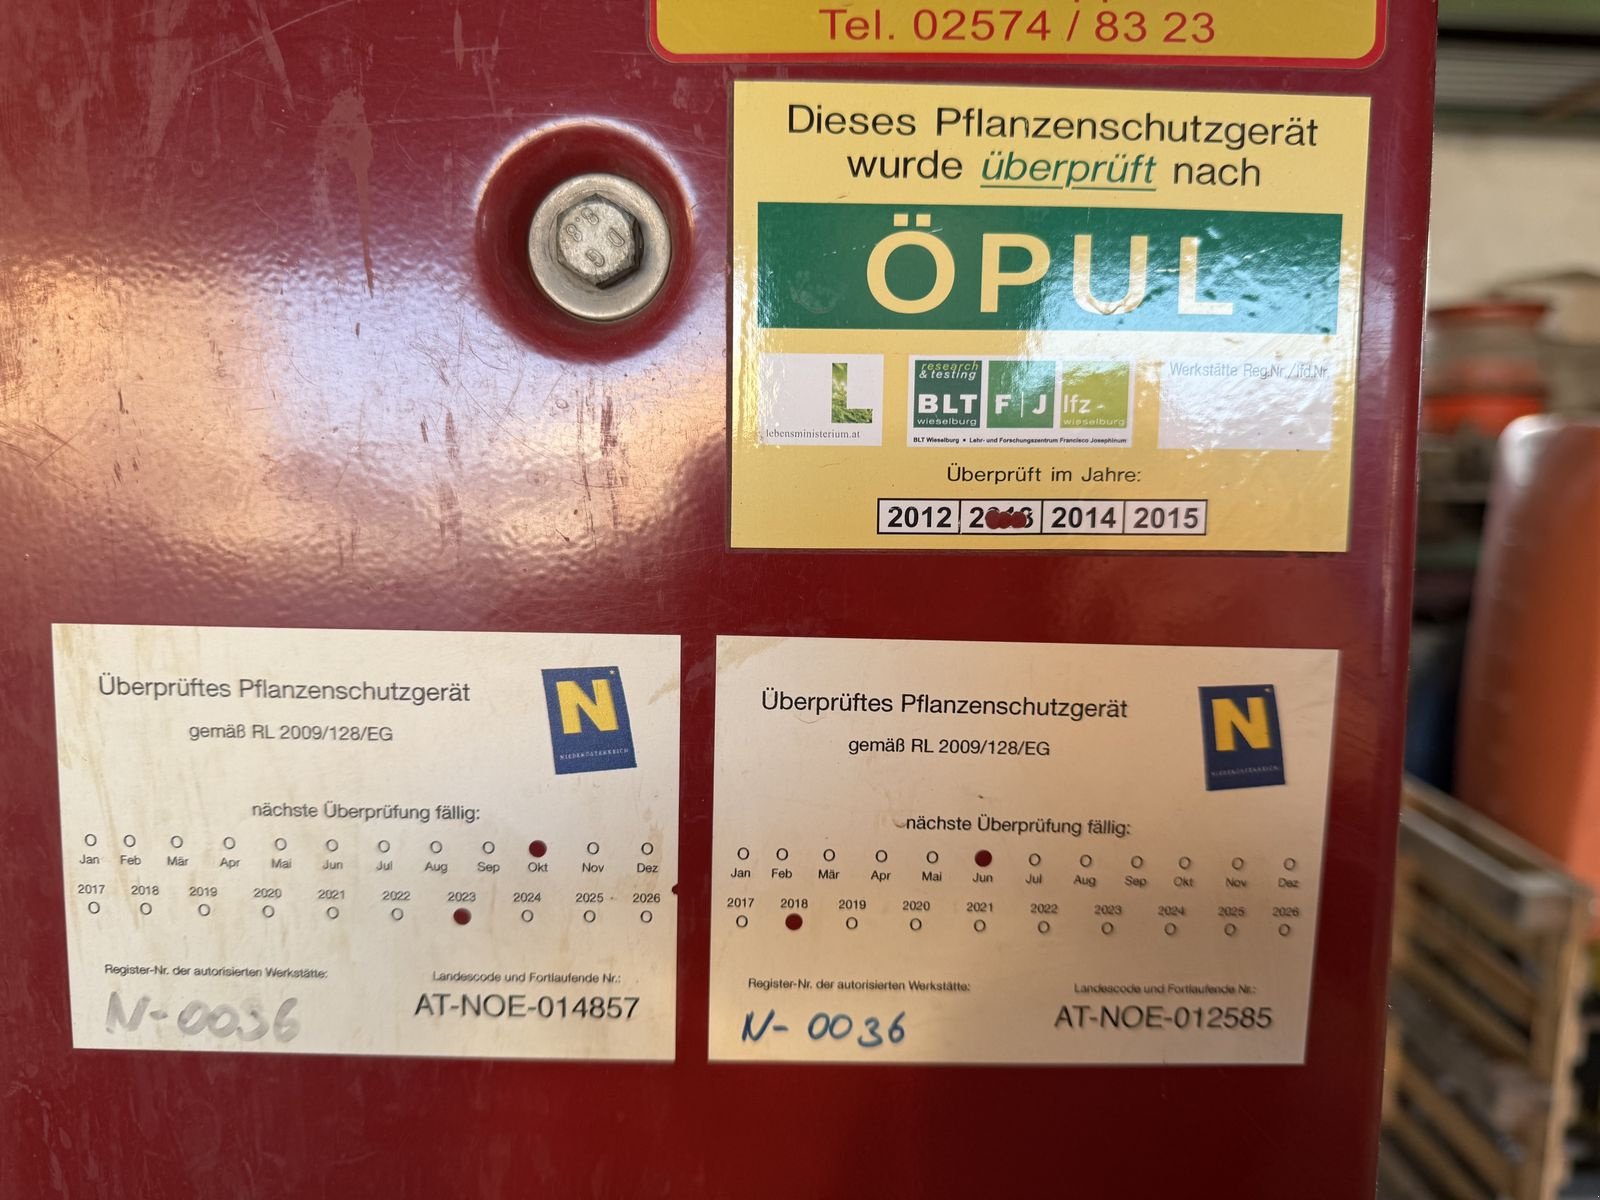 Tel. 02574 / 83 23
Dieses Pflanzenschutzgerät
wurde überprüft nach
ÖPUL
lebensministerium.at
research
& testing
BLT
wieselburg
F J
lfz
wieselburg
BLT Wieselburg • Lehr- und Forschungszentrum Francisco Josephinum
Werkstätte Reg.Nr./lfd.Nr.
Überprüft im Jahre:
2012 2013 2014 2015
8.8
Überprüftes Pflanzenschutzgerät
gemäß RL 2009/128/EG
N
NIEDERÖSTERREICH
nächste Überprüfung fällig:
Jan Feb Mär Apr Mai Jun Jul Aug Sep Okt Nov Dez
2017 2018 2019 2020 2021 2022 2023 2024 2025 2026
Register-Nr. der autorisierten Werkstätte:
N-0036
Landescode und Fortlaufende Nr.:
AT-NOE-014857
Überprüftes Pflanzenschutzgerät
gemäß RL 2009/128/EG
N
NIEDERÖSTERREICH
nächste Überprüfung fällig:
Jan Feb Mär Apr Mai Jun Jul Aug Sep Okt Nov Dez
2017 2018 2019 2020 2021 2022 2023 2024 2025 2026
Register-Nr. der autorisierten Werkstätte:
N-0036
Landescode und Fortlaufende Nr.:
AT-NOE-012585